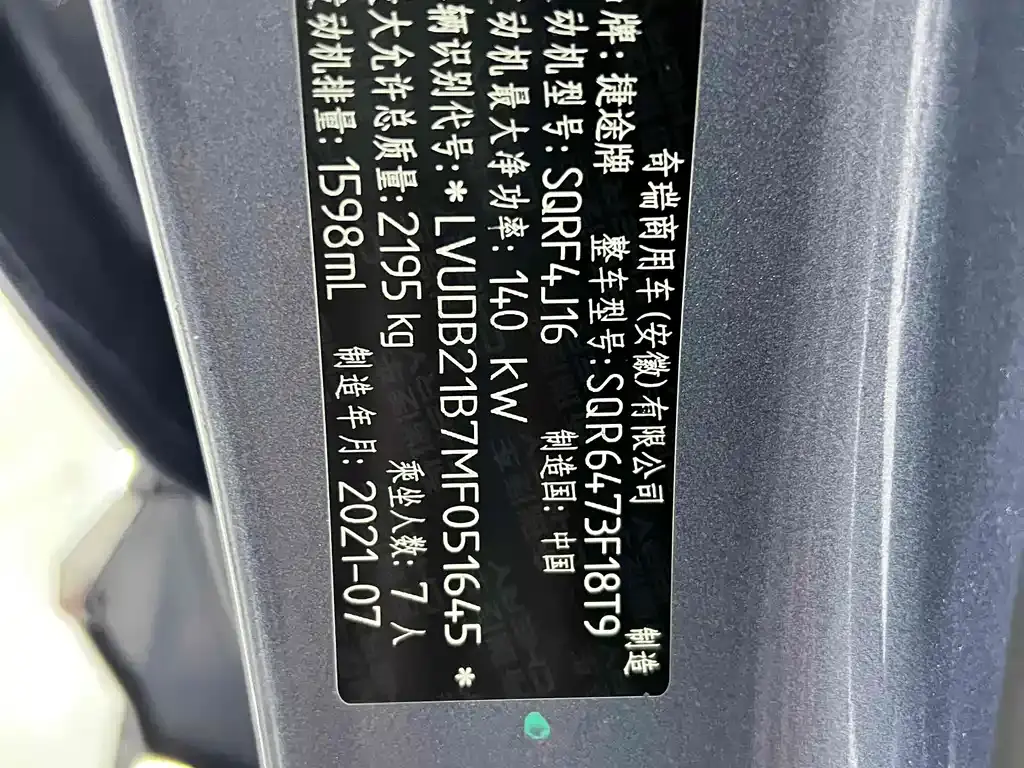 奇瑞商用车(安徽)有限公司 制造
牌: 捷途牌 整车型号:SQR6473F18T9
动机型号: SQRF4J16 制造国: 中国
动机最大净功率: 140 kW
辆识别代号:*LVUDB21B7MF051645*
大允许总质量:2195kg 乘坐人数: 7人
动机排量: 1598mL 制造年月: 2021-07